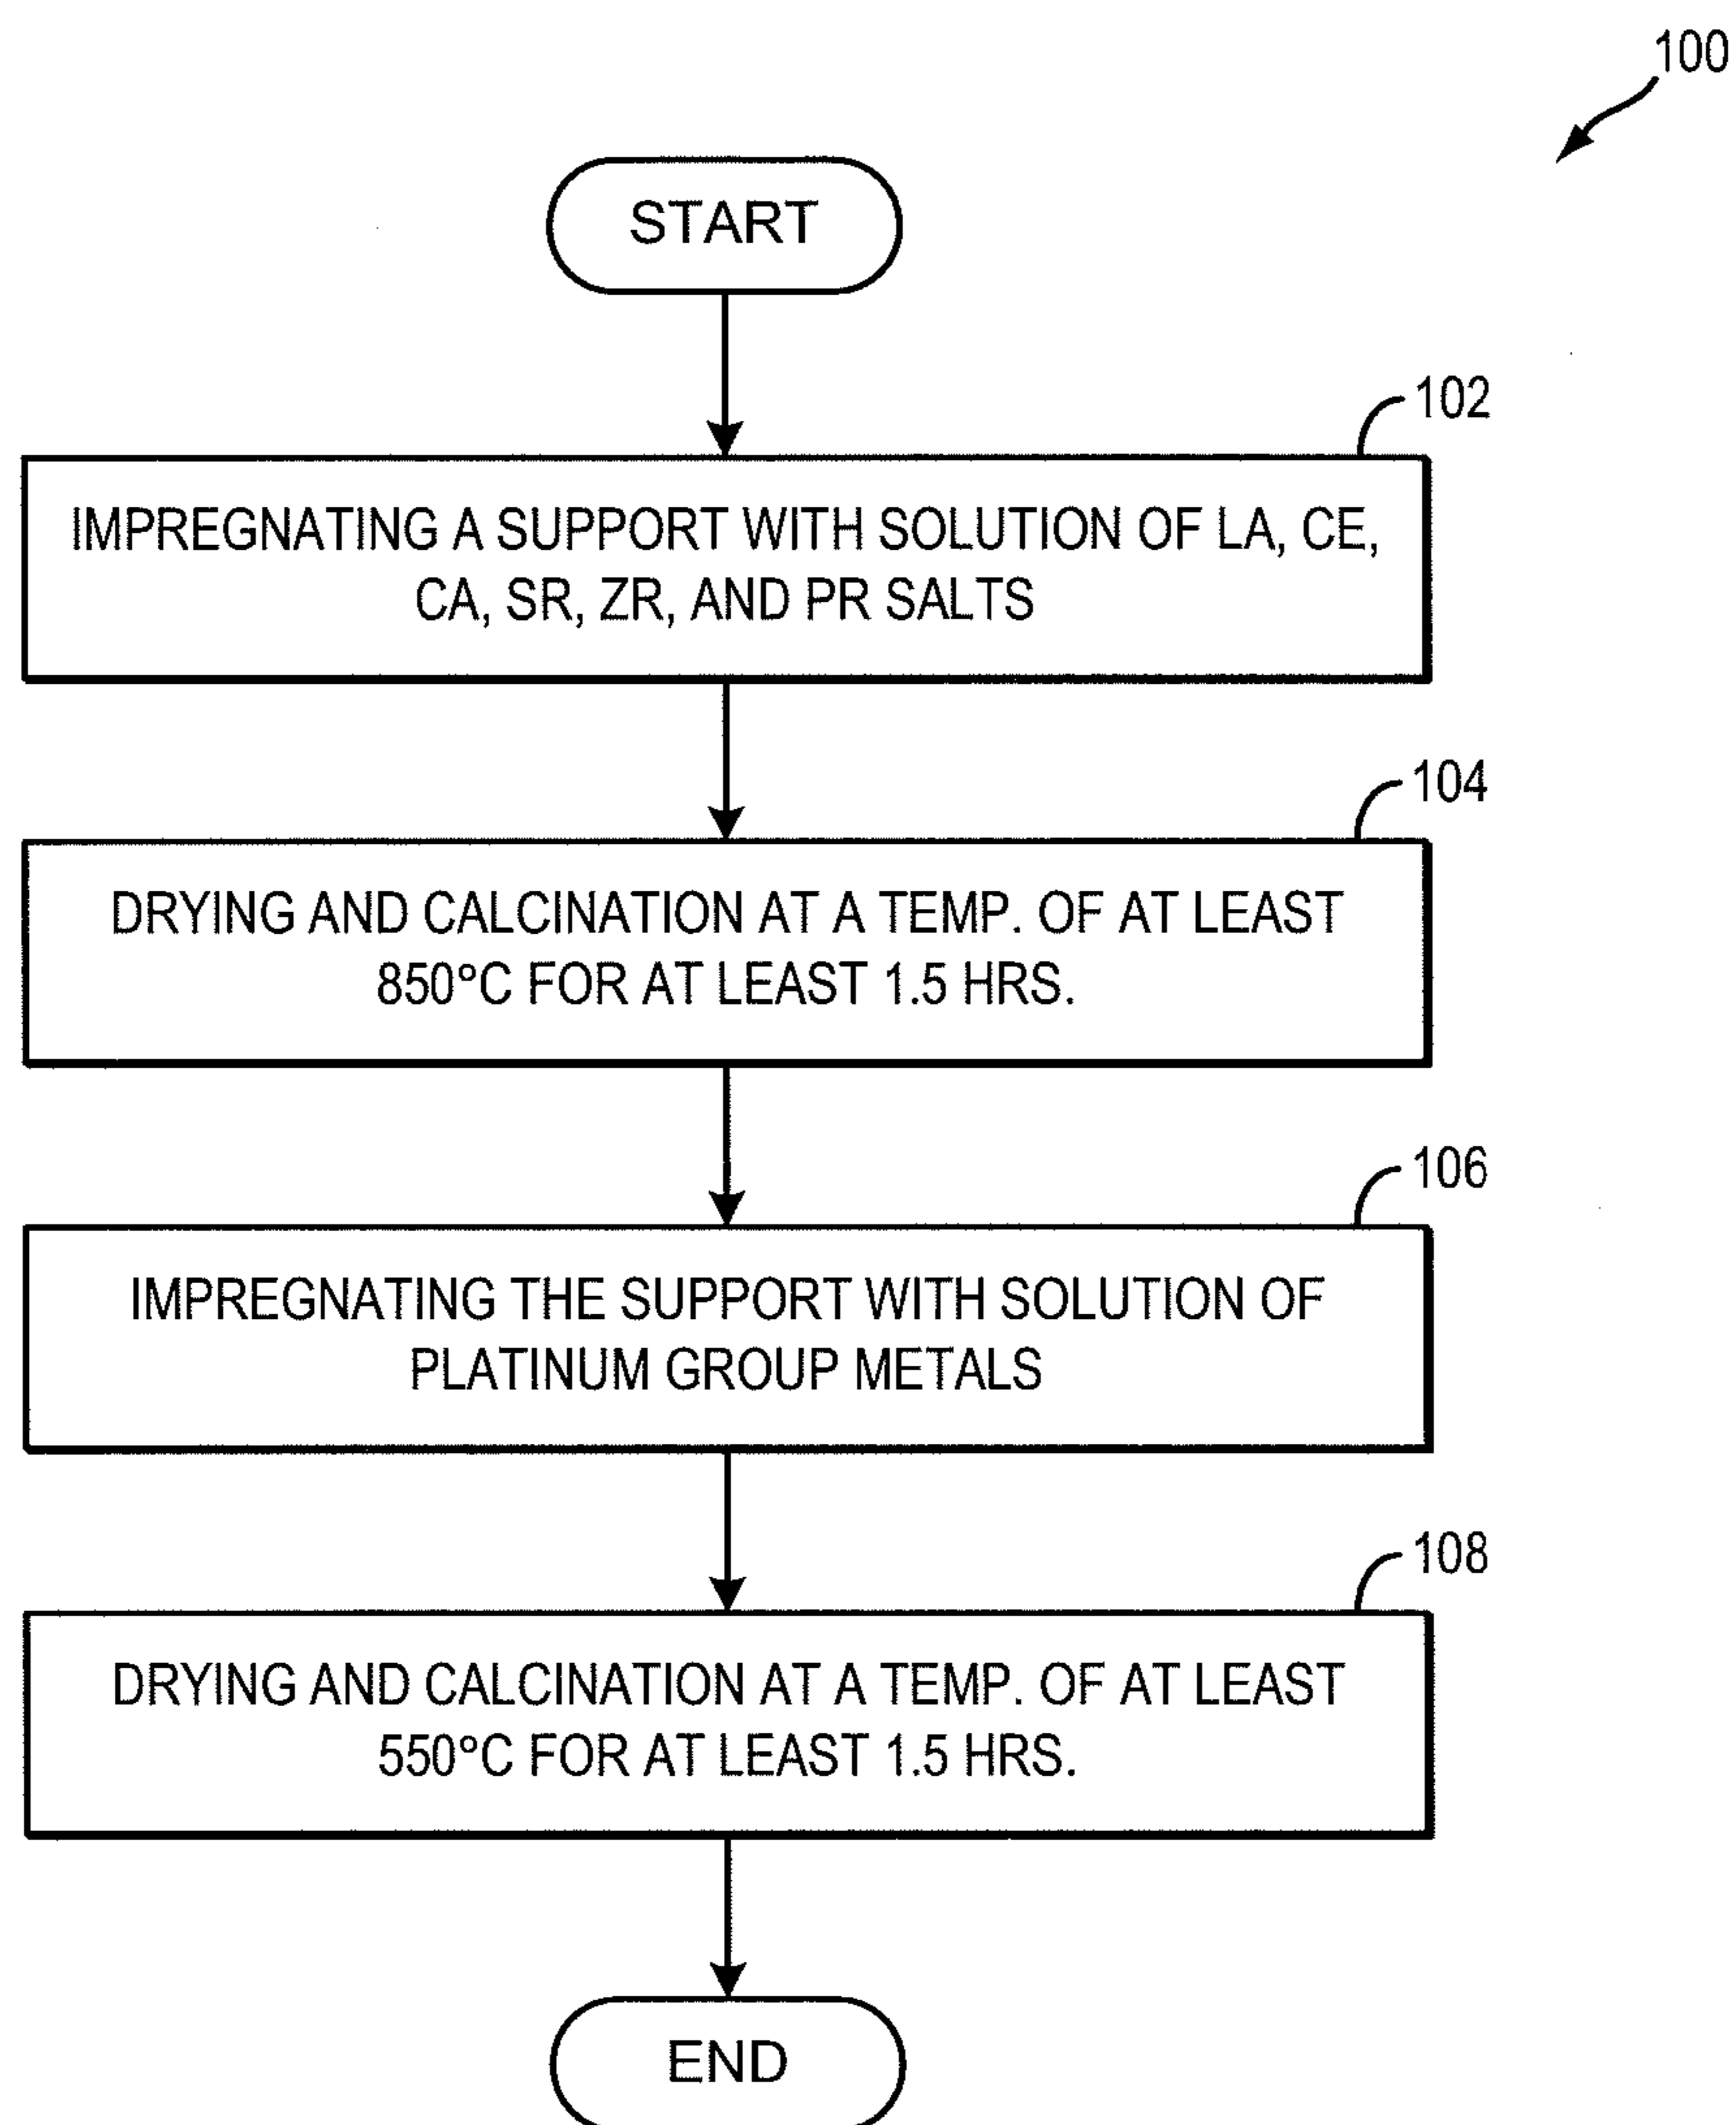 100
START
102
IMPREGNATING A SUPPORT WITH SOLUTION OF LA, CE,
CA, SR, ZR, AND PR SALTS
104
DRYING AND CALCINATION AT A TEMP. OF AT LEAST
850°C FOR AT LEAST 1.5 HRS.
106
IMPREGNATING THE SUPPORT WITH SOLUTION OF
PLATINUM GROUP METALS
108
DRYING AND CALCINATION AT A TEMP. OF AT LEAST
550°C FOR AT LEAST 1.5 HRS.
END